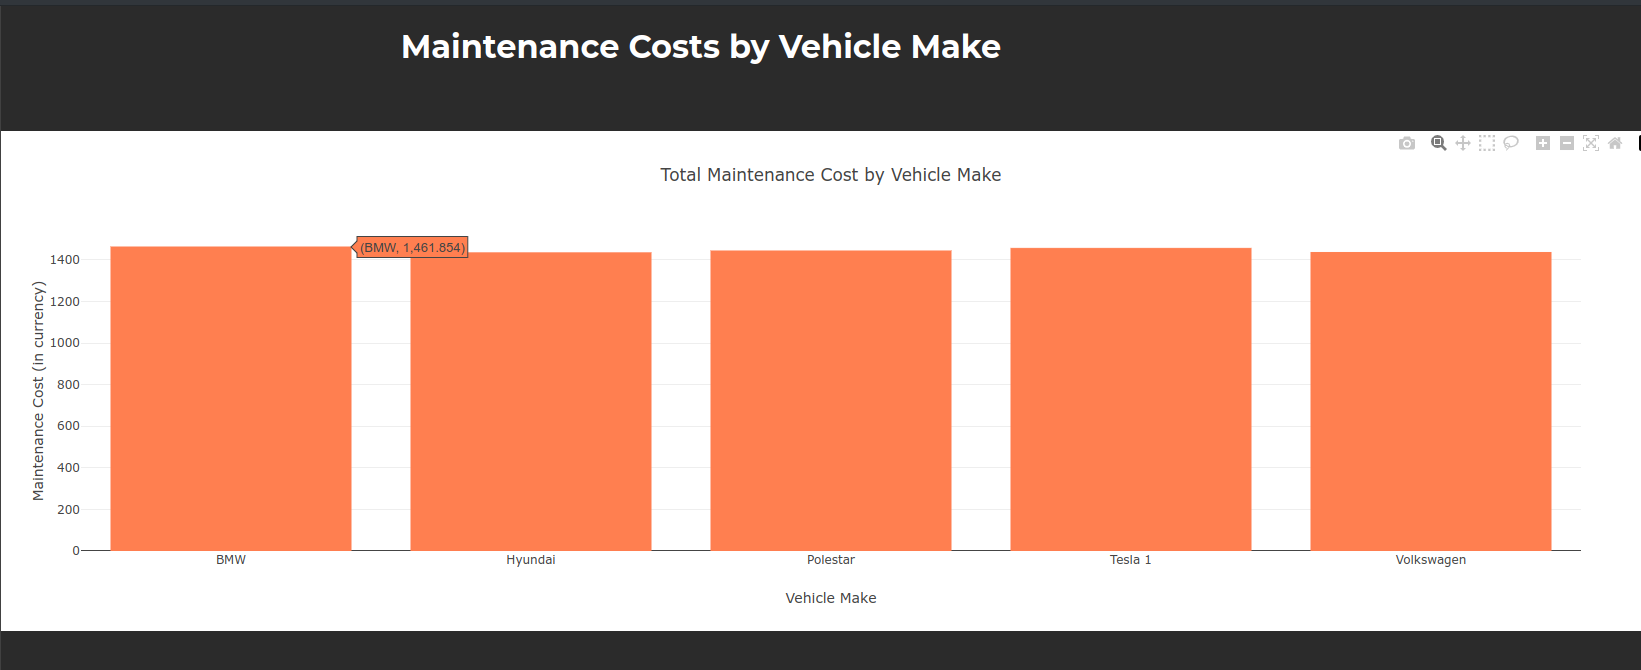 Maintenance Costs by Vehicle Make
Total Maintenance Cost by Vehicle Make
(BMW, 1,461.854)
Maintenance Cost (in currency)
1400
1200
1000
800
600
400
200
0
BMW Hyundai Polestar Tesla 1 Volkswagen
Vehicle Make